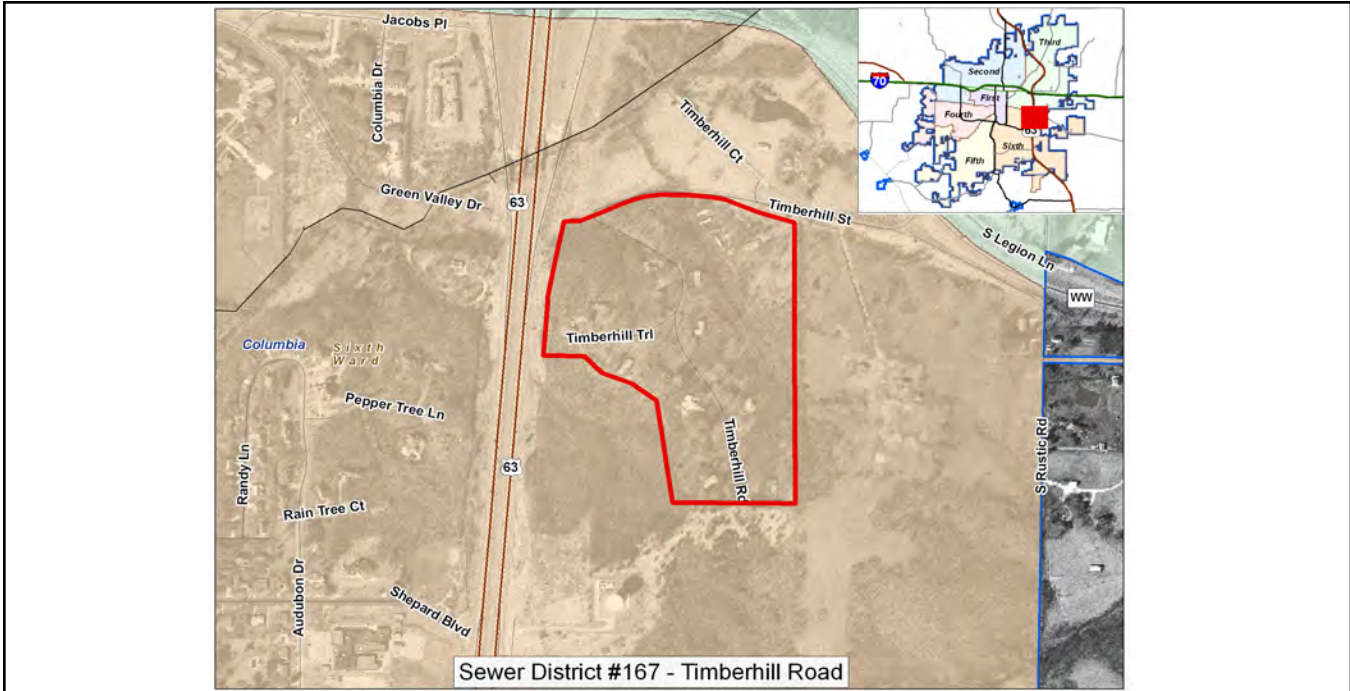 Jacobs Pl
Columbia Dr
Timberhill Ct
Green Valley Dr
63
Timberhill St
S Legion Ln
WW
Timberhill Trl
Columbia
Sixth
Ward
Pepper Tree Ln
Timberhill Rd
63
Randy Ln
S Rustic Rd
Rain Tree Ct
Audubon Dr
Shepard Blvd
Sewer District #167 - Timberhill Road
70
Third
Second
First
Fourth
63
Sixth
Fifth